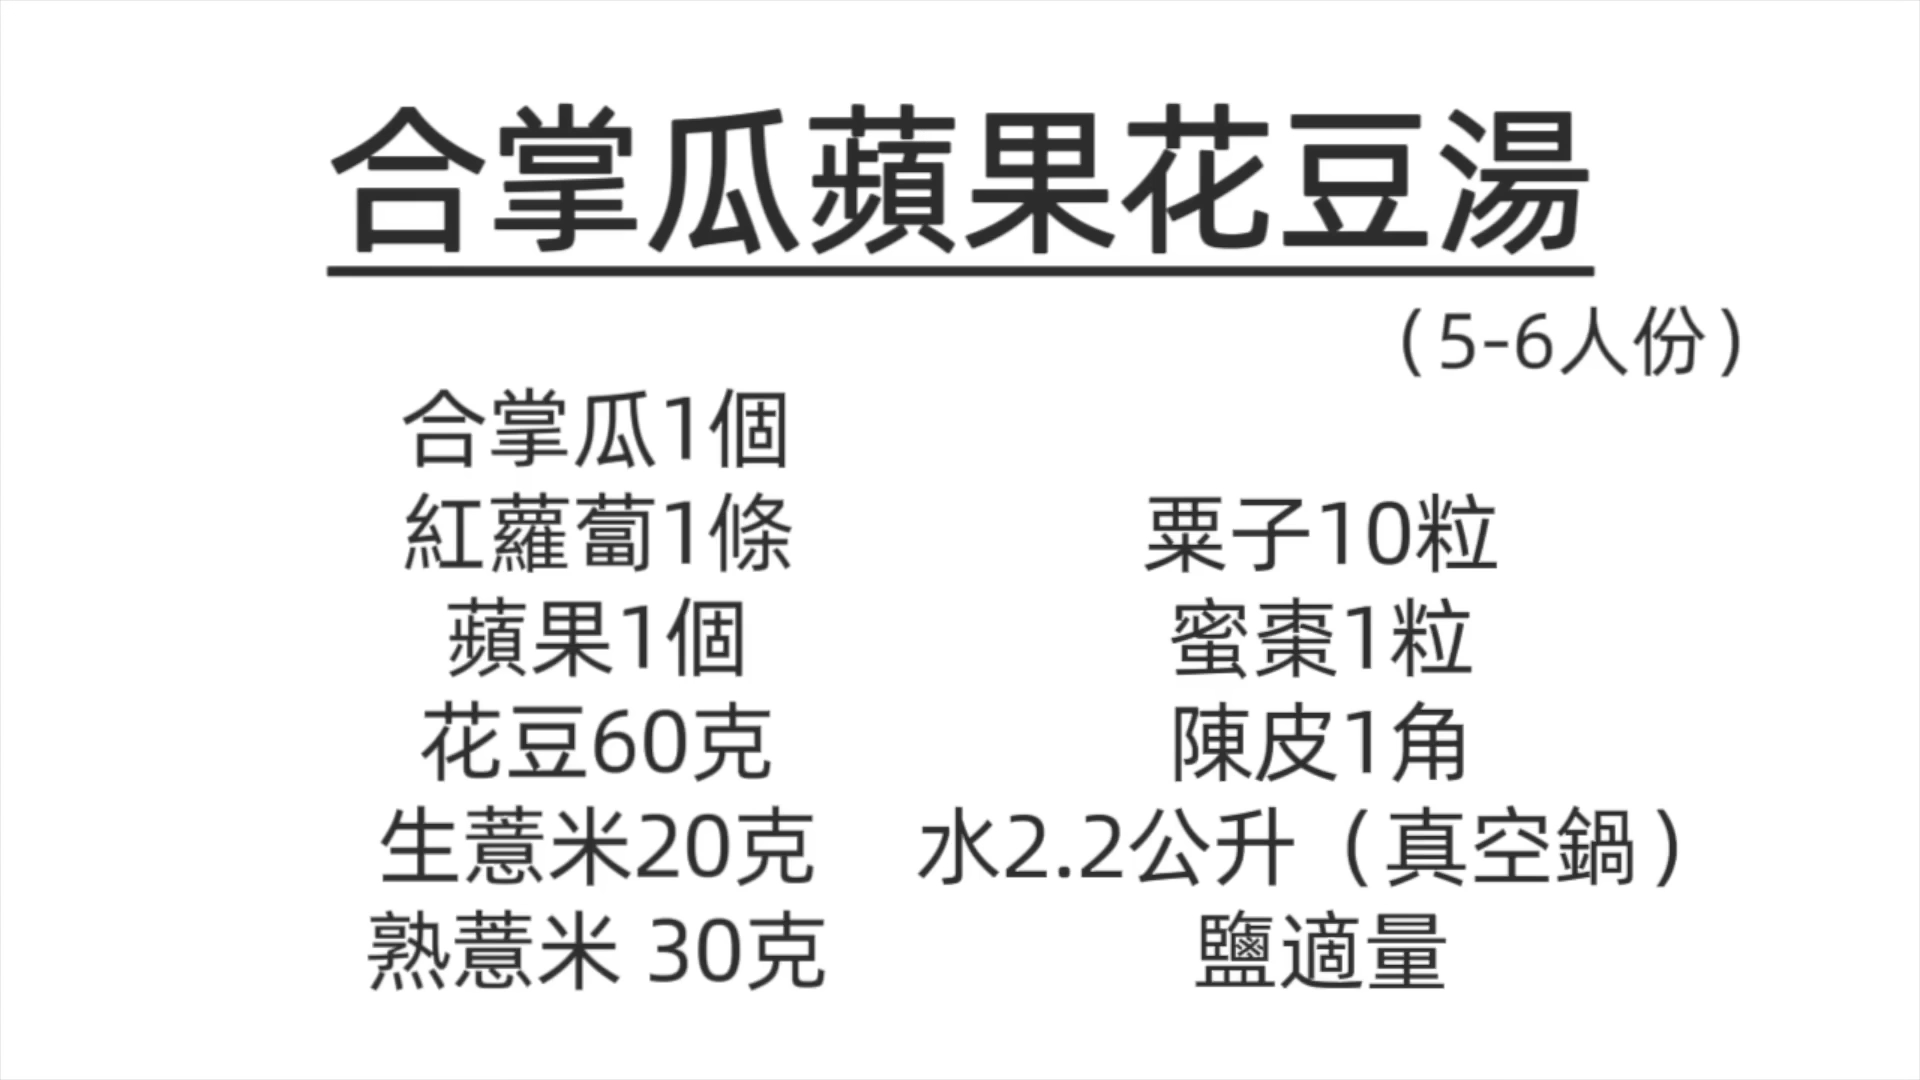 合掌瓜蘋果花豆湯
（5-6人份）
合掌瓜1個
紅蘿蔔1條
蘋果1個
花豆60克
生薏米20克
熟薏米 30克
粟子10粒
蜜棗1粒
陳皮1角
水2.2公升（真空鍋）
鹽適量